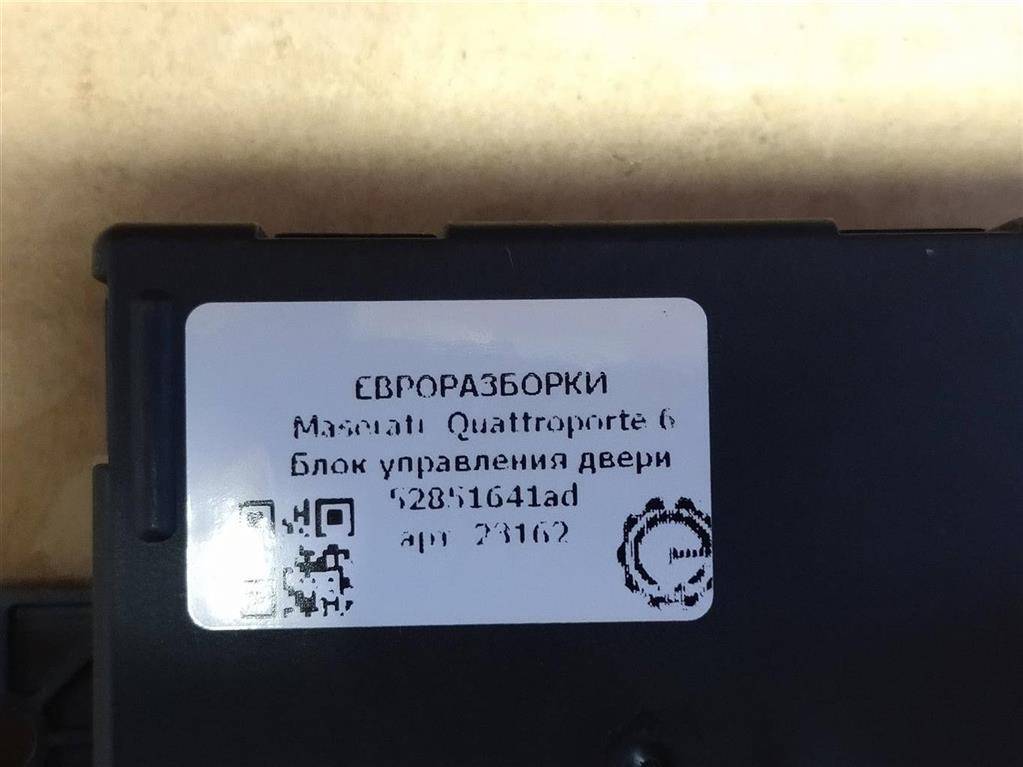 ЕВРОРАЗБОРКИ
Maserati Quattroporte 6
Блок управления двери
52851641ad
арт 23162